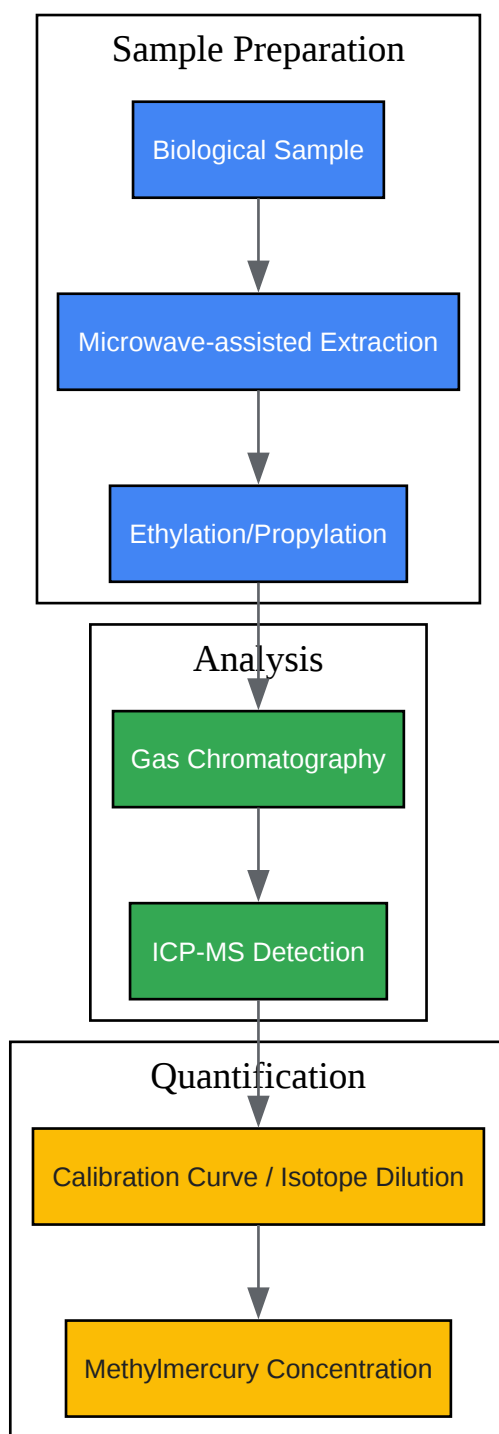 Sample Preparation
Biological Sample
Microwave-assisted Extraction
Ethylation/Propylation
Analysis
Gas Chromatography
ICP-MS Detection
Quantification
Calibration Curve / Isotope Dilution
Methylmercury Concentration